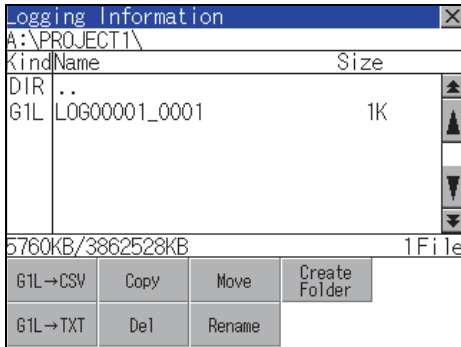 Logging Information
A:\PROJECT1\
Kind Name Size
DIR ..
G1L LOG00001_0001 1K
5760KB/3862528KB 1File
G1L→CSV Copy Move Create Folder
G1L→TXT Del Rename